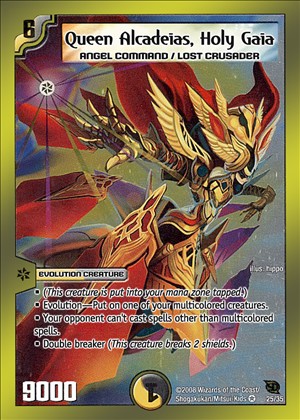 6
Queen Alcadeias, Holy Gaia
ANGEL COMMAND / LOST CRUSADER
illus. hippo
EVOLUTION CREATURE
▪ (This creature is put into your mana zone tapped.)
▪ Evolution—Put on one of your multicolored creatures.
▪ Your opponent can't cast spells other than multicolored
spells.
▪ Double breaker (This creature breaks 2 shields.)
9000
1
©2008 Wizards of the Coast/
Shogakukan/Mitsui-Kids 25/35